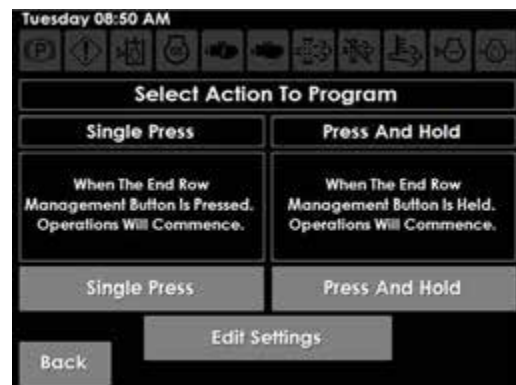 Tuesday 08:50 AM
Select Action To Program
Single Press
Press And Hold
When The End Row
Management Button Is Pressed.
Operations Will Commence.
When The End Row
Management Button Is Held.
Operations Will Commence.
Single Press
Press And Hold
Edit Settings
Back